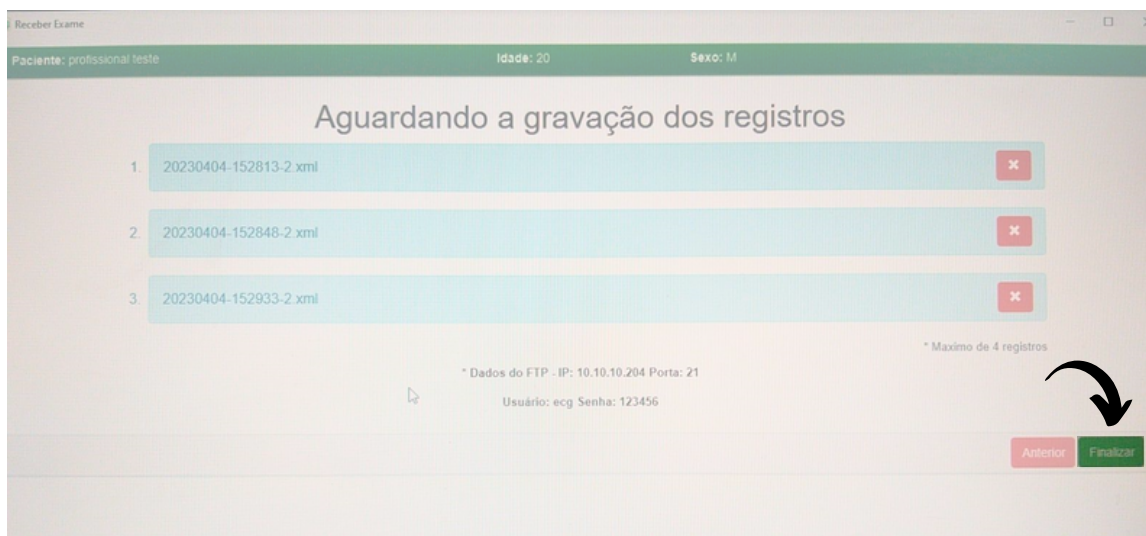 Receber Exame
Paciente: profissional teste Idade: 20 Sexo: M
Aguardando a gravação dos registros
1. 20230404-152813-2.xml
2. 20230404-152848-2.xml
3. 20230404-152933-2.xml
* Maximo de 4 registros
* Dados do FTP - IP: 10.10.10.204 Porta: 21
Usuário: ecg Senha: 123456
Anterior Finalizar